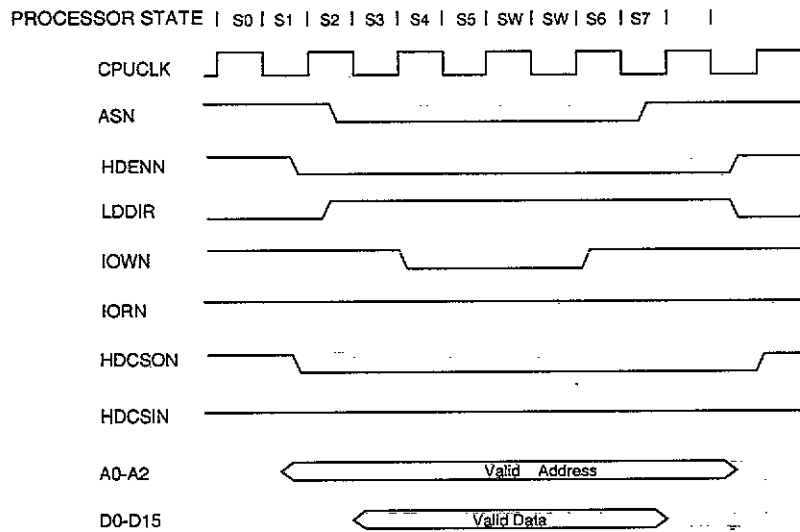 PROCESSOR STATE | S0 | S1 | S2 | S3 | S4 | S5 | SW | SW | S6 | S7 | |
CPUCLK
ASN
HDENN
LDDIR
IOWN
IORN
HDCSON
HDCSIN
A0-A2 Valid Address
D0-D15 Valid Data